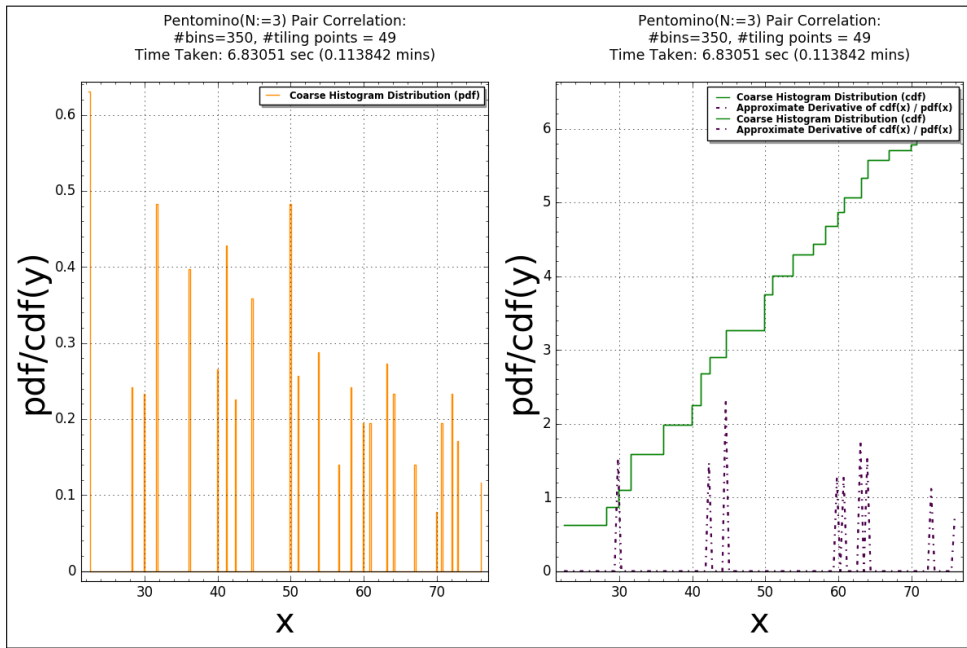 Pentomino(N:=3) Pair Correlation:
#bins=350, #tiling points = 49
Time Taken: 6.83051 sec (0.113842 mins)
Coarse Histogram Distribution (pdf)
0.6
0.5
0.4
0.3
0.2
0.1
0
30 40 50 60 70
pdf/cdf(y)
x
Pentomino(N:=3) Pair Correlation:
#bins=350, #tiling points = 49
Time Taken: 6.83051 sec (0.113842 mins)
Coarse Histogram Distribution (cdf)
Approximate Derivative of cdf(x) / pdf(x)
Coarse Histogram Distribution (cdf)
Approximate Derivative of cdf(x) / pdf(x)
6
5
4
3
2
1
0
30 40 50 60 70
pdf/cdf(y)
x